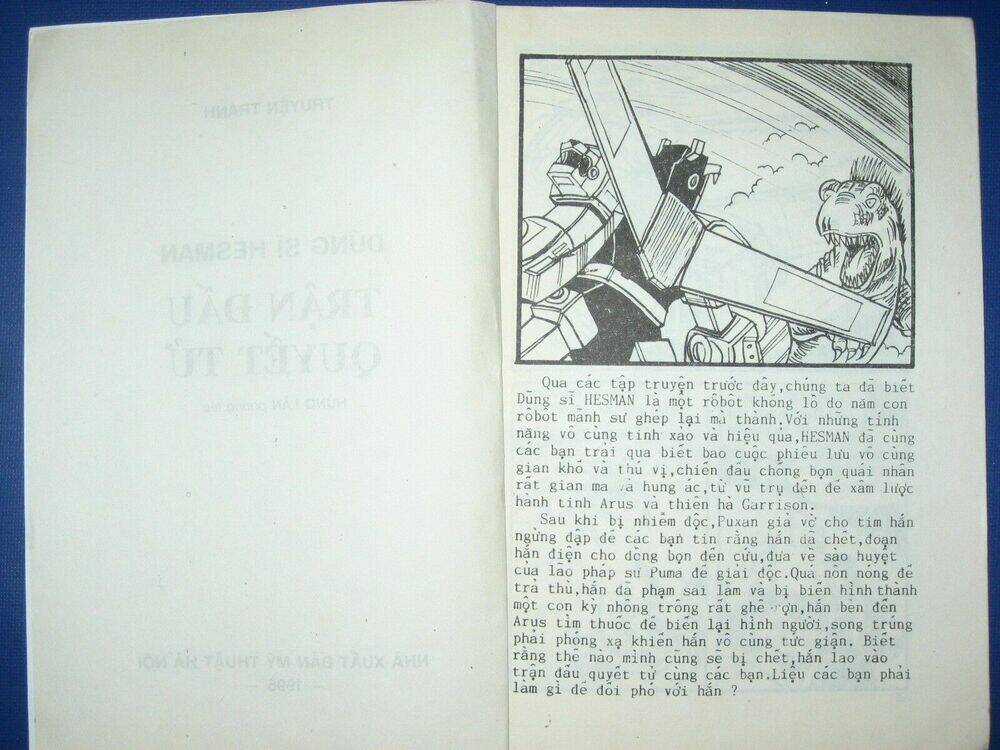 TRUYỆN TRANH
DŨNG SĨ HESMAN
TRẬN ĐẤU
QUYẾT TỬ
HÙNG LÂN phóng tác
NHÀ XUẤT BẢN MỸ THUẬT HÀ NỘI
Qua các tập truyện trước đây,chúng ta đã biết
Dũng sĩ HESMAN là một rôbốt khổng lồ do năm con
rôbốt mãnh sư ghép lại mà thành.Với những tính
năng vô cùng tinh xảo và hiệu qủa,HESMAN đã cùng
các bạn trải qua biết bao cuộc phiêu lưu vô cùng
gian khổ và thú vị,chiến đấu chống bọn quái nhân
rất gian ma và hung ác,từ vũ trụ đến để xâm lược
hành tinh Arus và thiên hà Garrison.
Sau khi bị nhiễm độc,Puxan giả vờ cho tim hắn
ngừng đập để các bạn tin rằng hắn đã chết,đoạn
hắn điện cho đồng bọn đến cứu,đưa về sào huyệt
của lão pháp sư Puma để giải độc.Quá nôn nóng để
trả thù,hắn đã phạm sai lầm và bị biến hình thành
một con kỳ nhông trông rất ghê rợn,hắn bèn đến
Arus tìm thuốc để biến lại hình người,song trúng
phải phóng xạ khiến hắn vô cùng tức giận. Biết
rằng thế nào mình cũng sẽ bị chết,hắn lao vào
trận đấu quyết tử cùng các bạn.Liệu các bạn phải
làm gì để đối phó với hắn ?